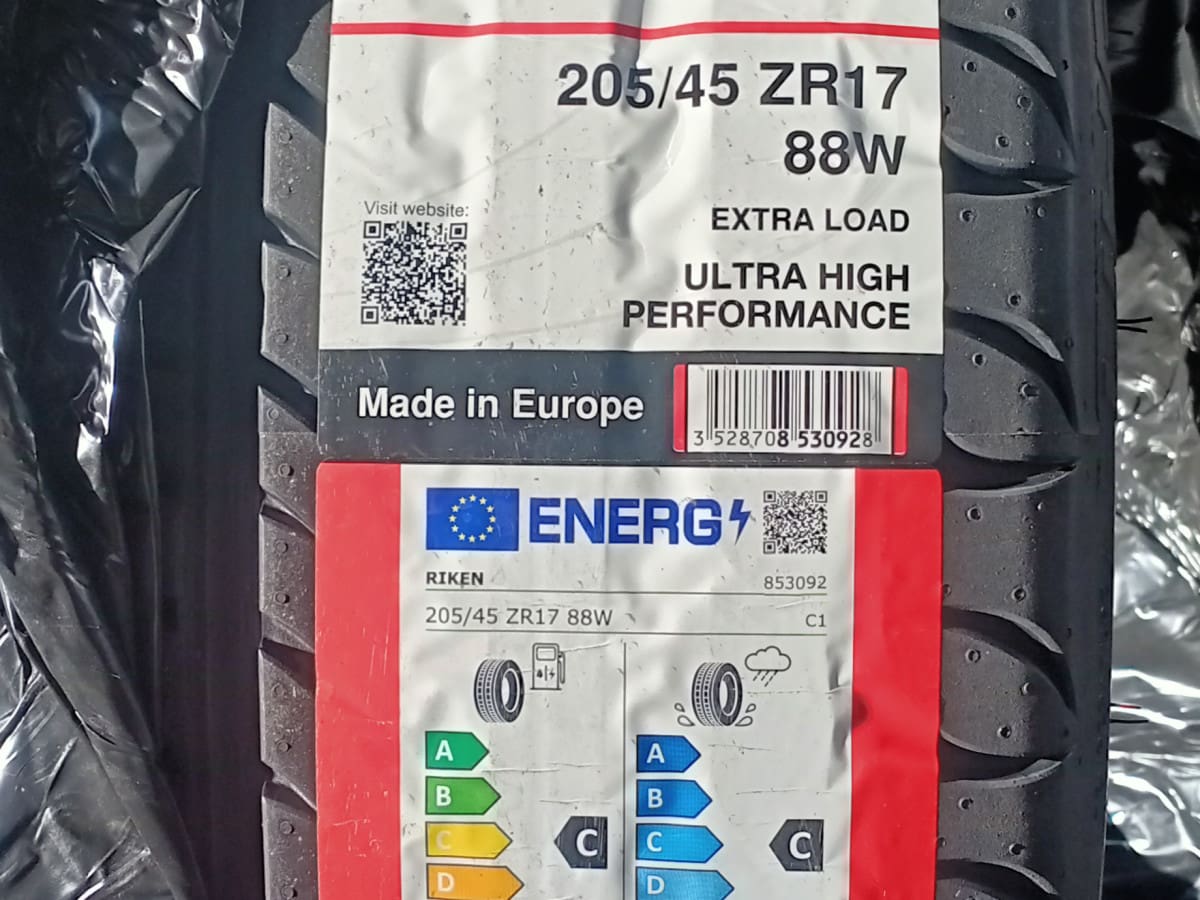 205/45 ZR17
88W
EXTRA LOAD
ULTRA HIGH
PERFORMANCE
Visit website:
Made in Europe
3 528708 530928
ENERG
RIKEN 853092
205/45 ZR17 88W C1
A A
B B
C C C C
D D